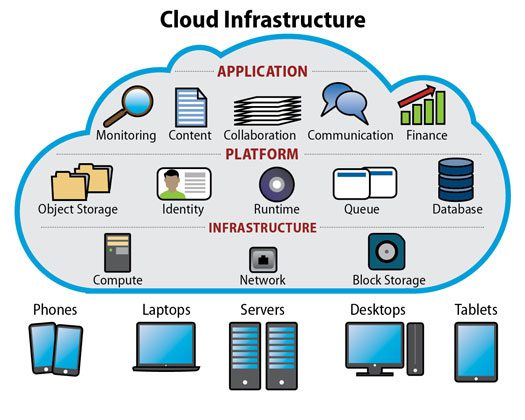 Cloud Infrastructure
APPLICATION
Monitoring Content Collaboration Communication Finance
PLATFORM
Object Storage Identity Runtime Queue Database
INFRASTRUCTURE
Compute Network Block Storage
Phones Laptops Servers Desktops Tablets